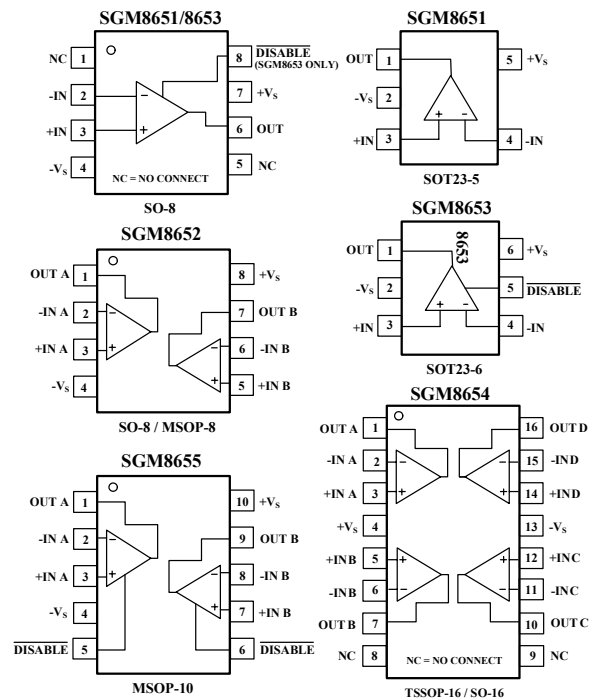 SGM8651/8653
NC 1
8 DISABLE
(SGM8653 ONLY)
-IN 2
7 +VS
+IN 3
6 OUT
-VS 4
5 NC
NC = NO CONNECT
SO-8
SGM8651
OUT 1
5 +VS
-VS 2
+IN 3
4 -IN
SOT23-5
SGM8652
OUT A 1
8 +VS
-IN A 2
7 OUT B
+IN A 3
6 -IN B
-VS 4
5 +IN B
SO-8 / MSOP-8
SGM8653
8653
OUT 1
6 +VS
-VS 2
5 DISABLE
+IN 3
4 -IN
SOT23-6
SGM8655
OUT A 1
10 +VS
-IN A 2
9 OUT B
+IN A 3
8 -IN B
-VS 4
7 +IN B
DISABLE 5
6 DISABLE
MSOP-10
SGM8654
OUT A 1
16 OUT D
-IN A 2
15 -IND
+IN A 3
14 +IND
+VS 4
13 -VS
+INB 5
12 +INC
-INB 6
11 -INC
OUT B 7
10 OUT C
NC 8
9 NC
NC = NO CONNECT
TSSOP-16 / SO-16